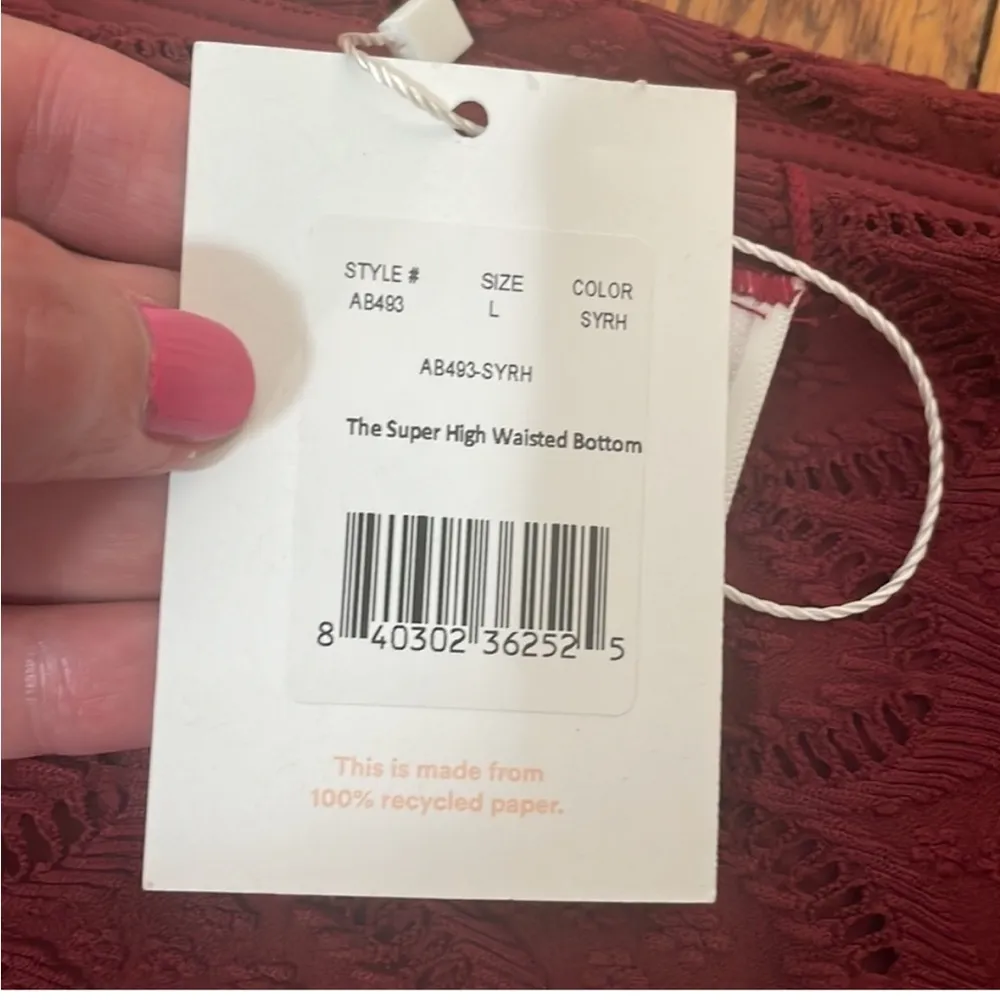 STYLE # SIZE COLOR
AB493 L SYRH
AB493-SYRH
The Super High Waisted Bottom
8 40302 36252 5
This is made from
100% recycled paper.